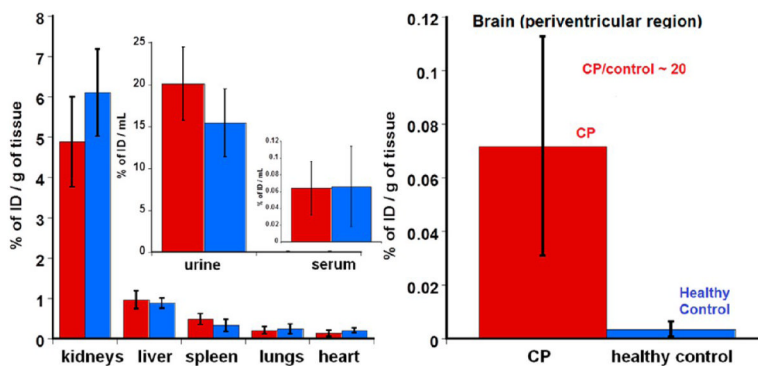 8
7
6
5
4
3
2
1
0
% of ID / g of tissue
kidneys liver spleen lungs heart
25
20
15
10
5
0
% of ID / mL
urine serum
0.12
0.1
0.08
0.06
0.04
0.02
0
% of ID / mL
0.12
0.1
0.08
0.06
0.04
0.02
0
% of ID / g of tissue
Brain (periventricular region)
CP/control ~ 20
CP
Healthy
Control
CP healthy control